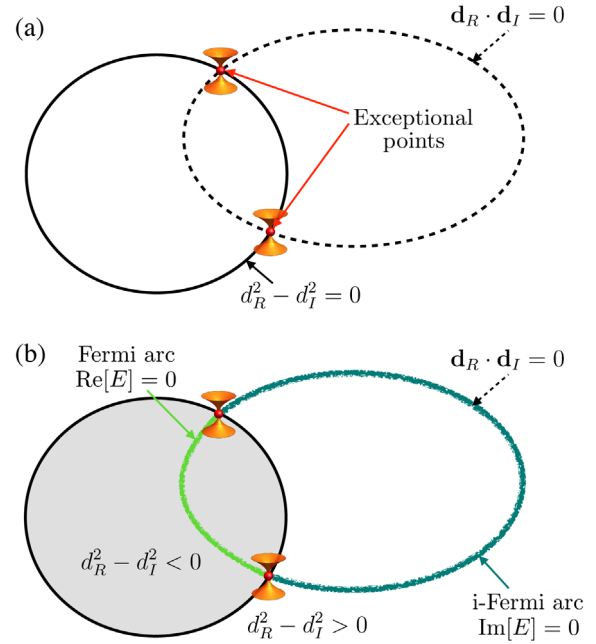 (a)
𝐝_R · 𝐝_I = 0
Exceptional
points
d_R^2 − d_I^2 = 0
(b)
Fermi arc
Re[E] = 0
𝐝_R · 𝐝_I = 0
d_R^2 − d_I^2 < 0
d_R^2 − d_I^2 > 0
i-Fermi arc
Im[E] = 0